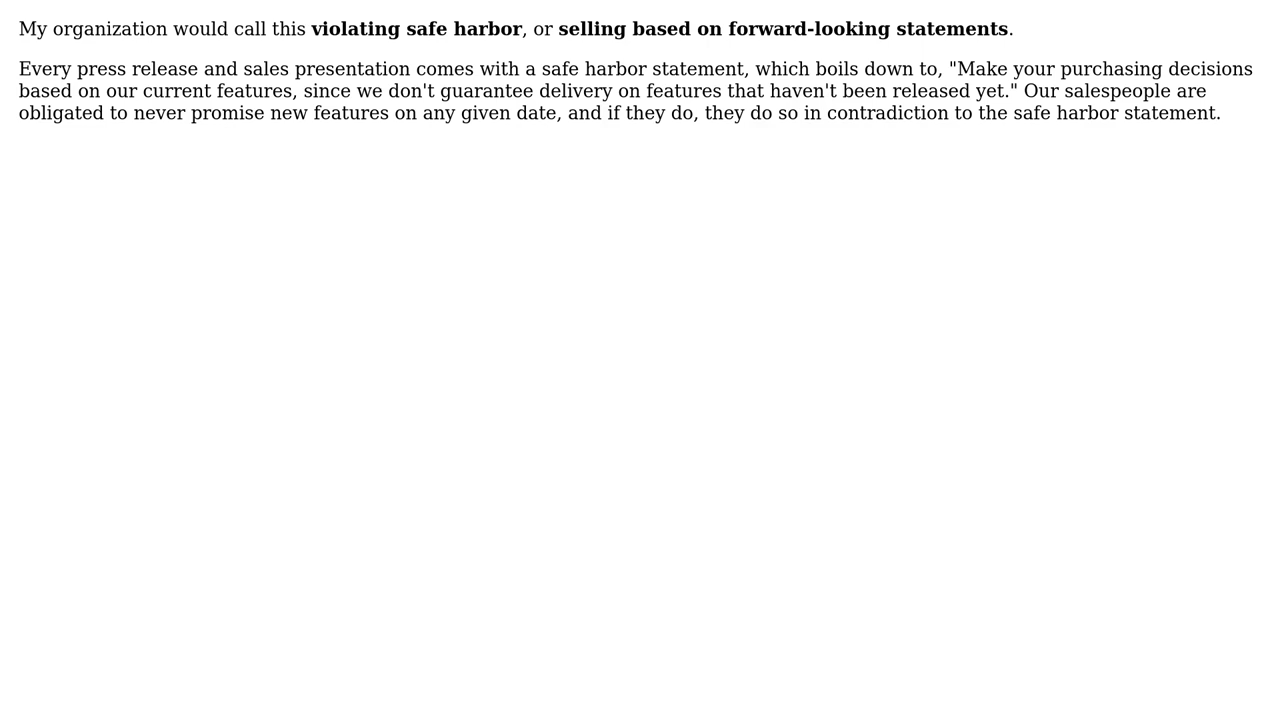 My organization would call this violating safe harbor, or selling based on forward-looking statements.
Every press release and sales presentation comes with a safe harbor statement, which boils down to, "Make your purchasing decisions
based on our current features, since we don't guarantee delivery on features that haven't been released yet." Our salespeople are
obligated to never promise new features on any given date, and if they do, they do so in contradiction to the safe harbor statement.